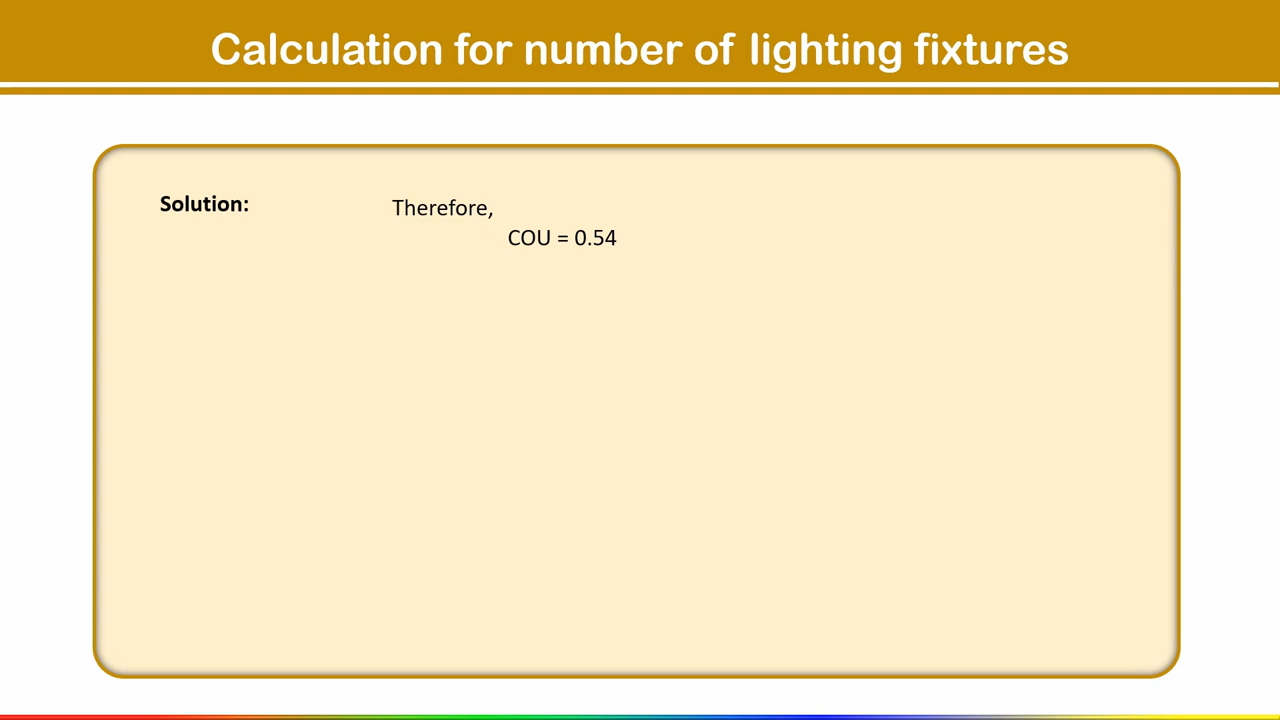 Calculation for number of lighting fixtures
Solution:
Therefore,
COU = 0.54